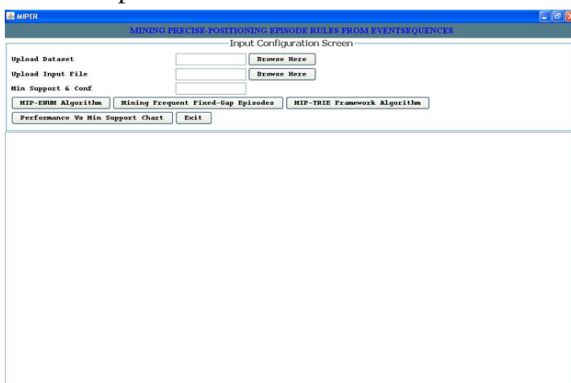 MIPER
MINING PRECISE-POSITIONING EPISODE RULES FROM EVENTSEQUENCES
Input Configuration Screen
Upload Dataset Browse Here
Upload Input File Browse Here
Min Support & Conf
MIP-ENUM Algorithm Mining Frequent Fixed-Gap Episodes MIP-TRIE Framework Algorithm
Performance Vs Min Support Chart Exit